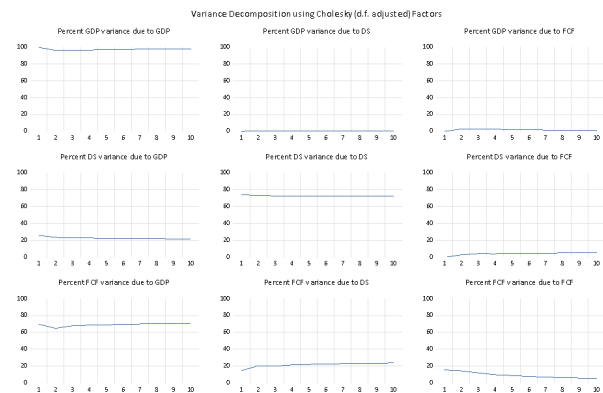 Variance Decomposition using Cholesky (d.f. adjusted) Factors
Percent GDP variance due to GDP
100
80
60
40
20
0
1 2 3 4 5 6 7 8 9 10
Percent GDP variance due to DS
100
80
60
40
20
0
1 2 3 4 5 6 7 8 9 10
Percent GDP variance due to FCF
100
80
60
40
20
0
1 2 3 4 5 6 7 8 9 10
Percent DS variance due to GDP
100
80
60
40
20
0
1 2 3 4 5 6 7 8 9 10
Percent DS variance due to DS
100
80
60
40
20
0
1 2 3 4 5 6 7 8 9 10
Percent DS variance due to FCF
100
80
60
40
20
0
1 2 3 4 5 6 7 8 9 10
Percent FCF variance due to GDP
100
80
60
40
20
0
1 2 3 4 5 6 7 8 9 10
Percent FCF variance due to DS
100
80
60
40
20
0
1 2 3 4 5 6 7 8 9 10
Percent FCF variance due to FCF
100
80
60
40
20
0
1 2 3 4 5 6 7 8 9 10